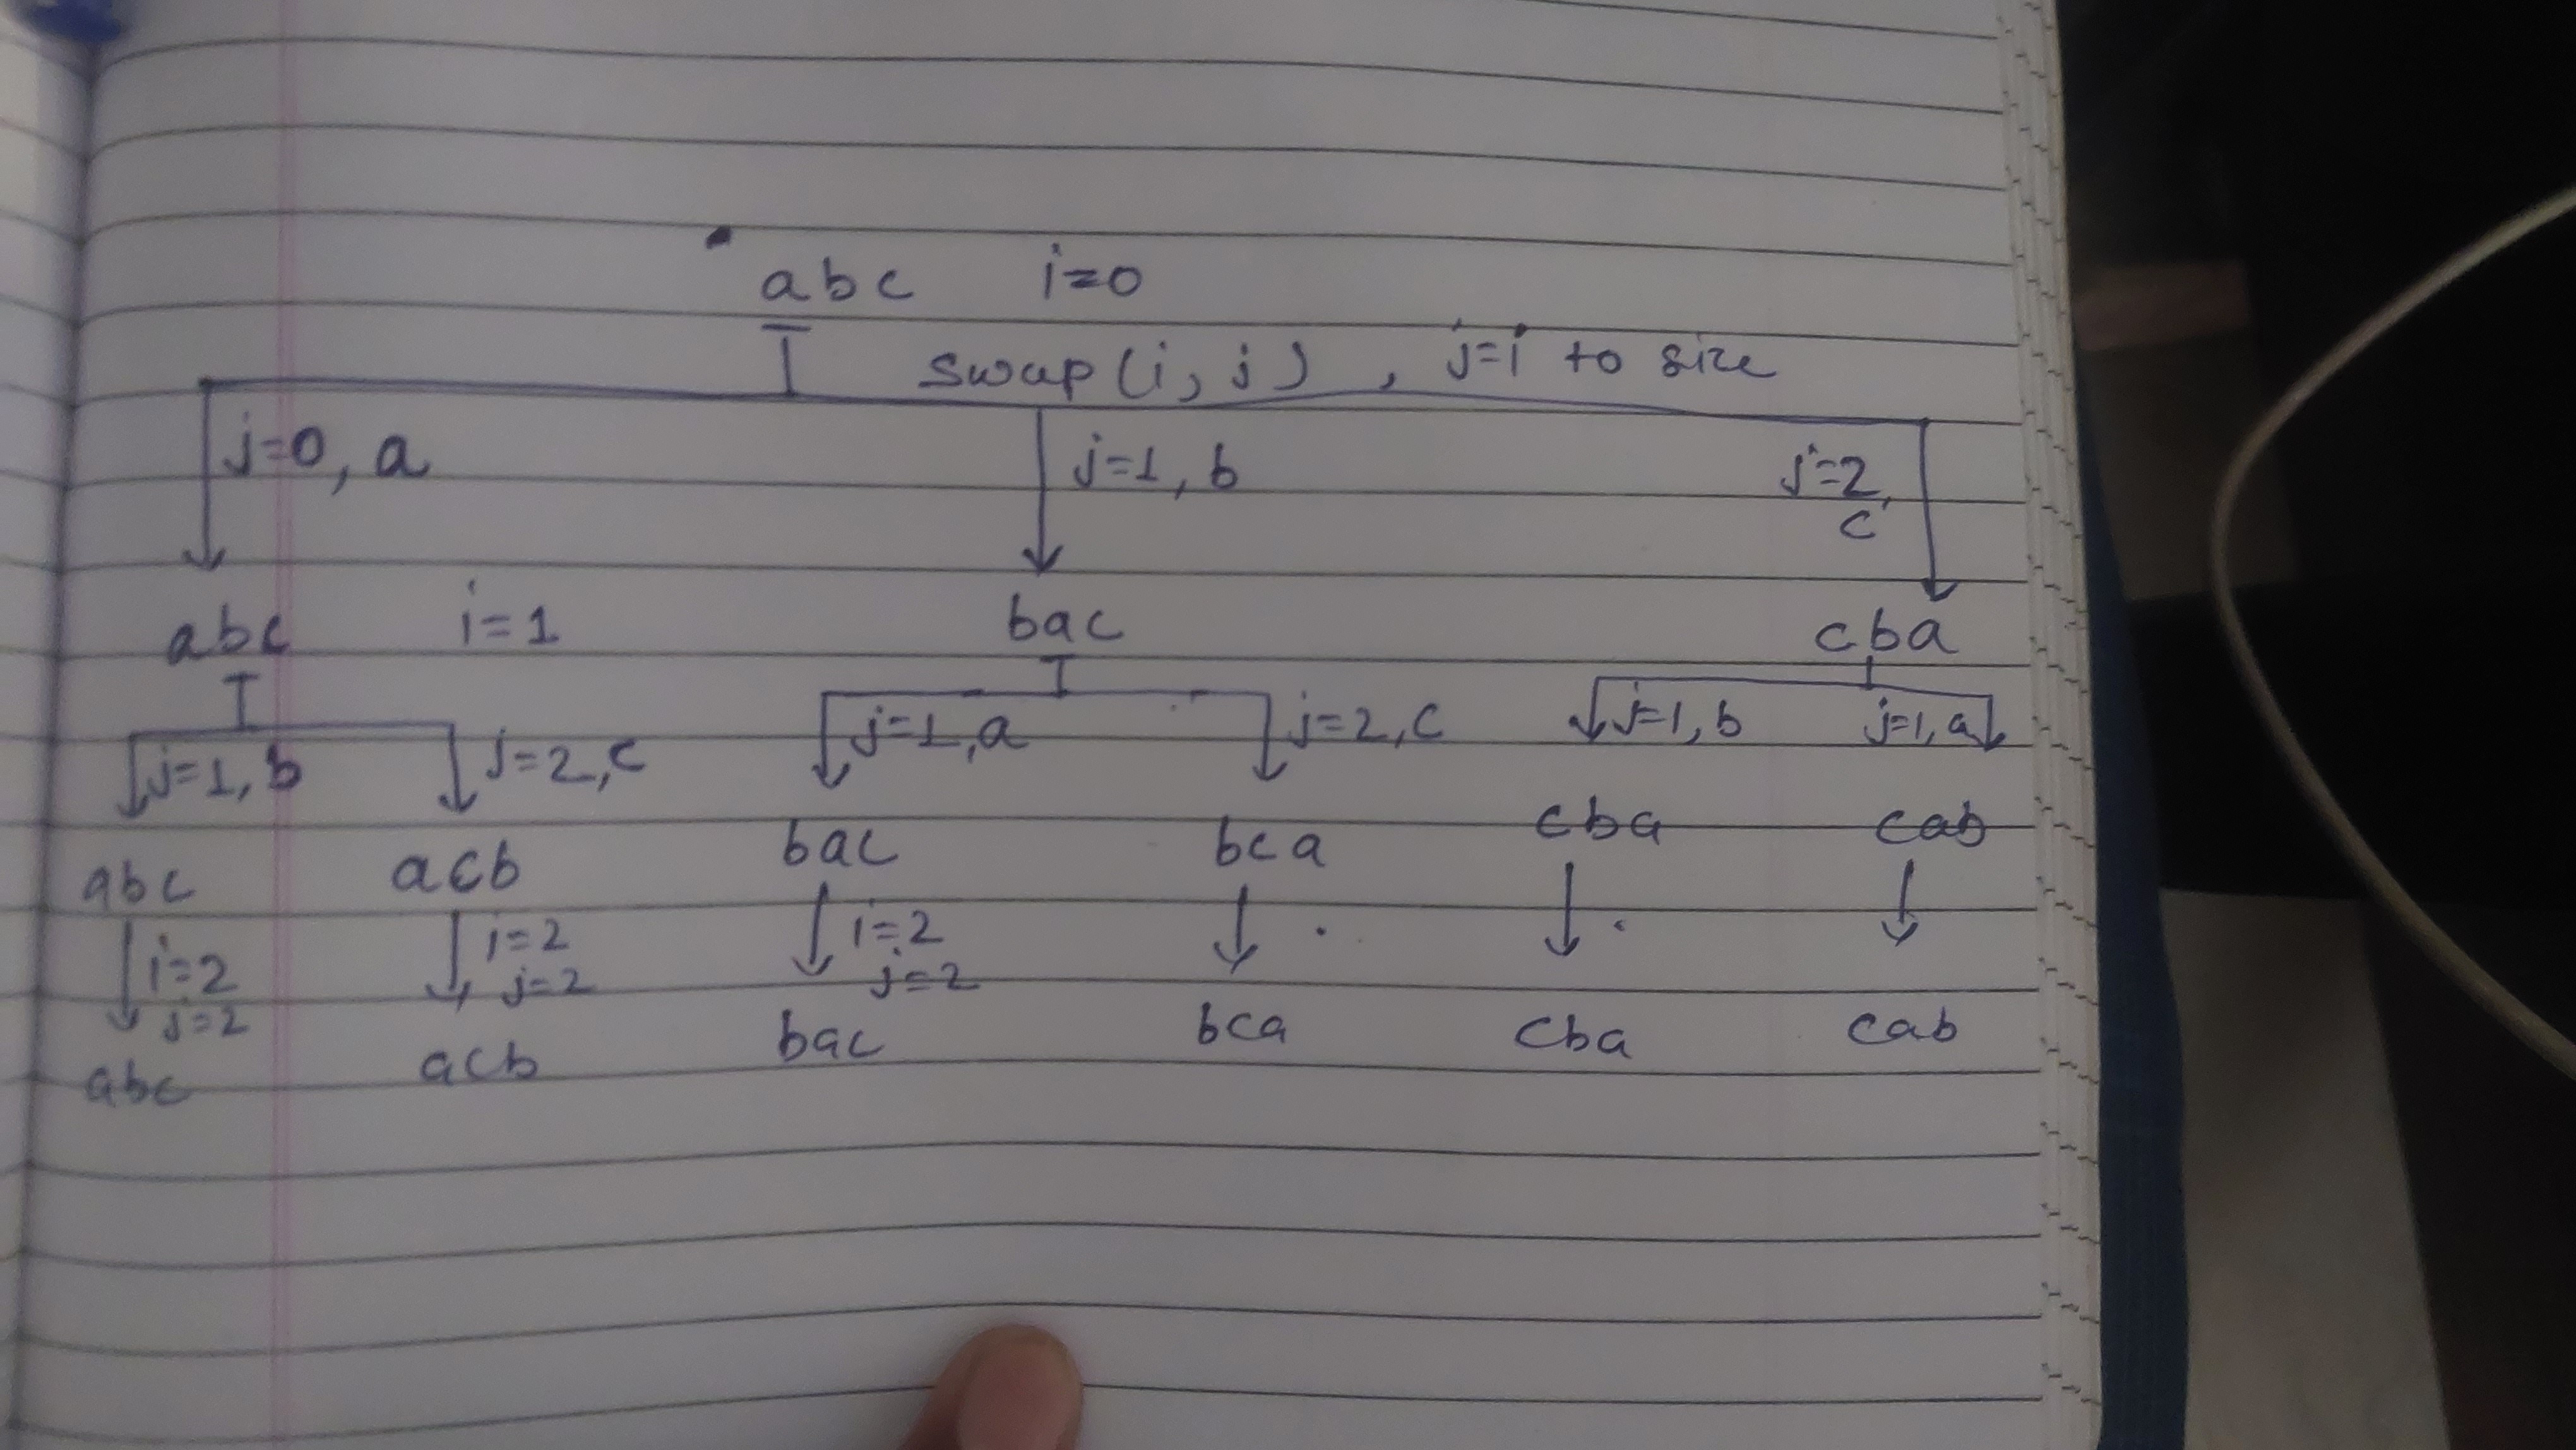 abc i=0
swap(i, j), j=i to size
j=0, a j=1, b j=2, c
abc i=1 bac cba
j=1, b j=2, c j=1, a j=2, c j=1, b j=1, a
abc acb bac bca cba cab
i=2 i=2 i=2
j=2 j=2 j=2
abc acb bac bca cba cab